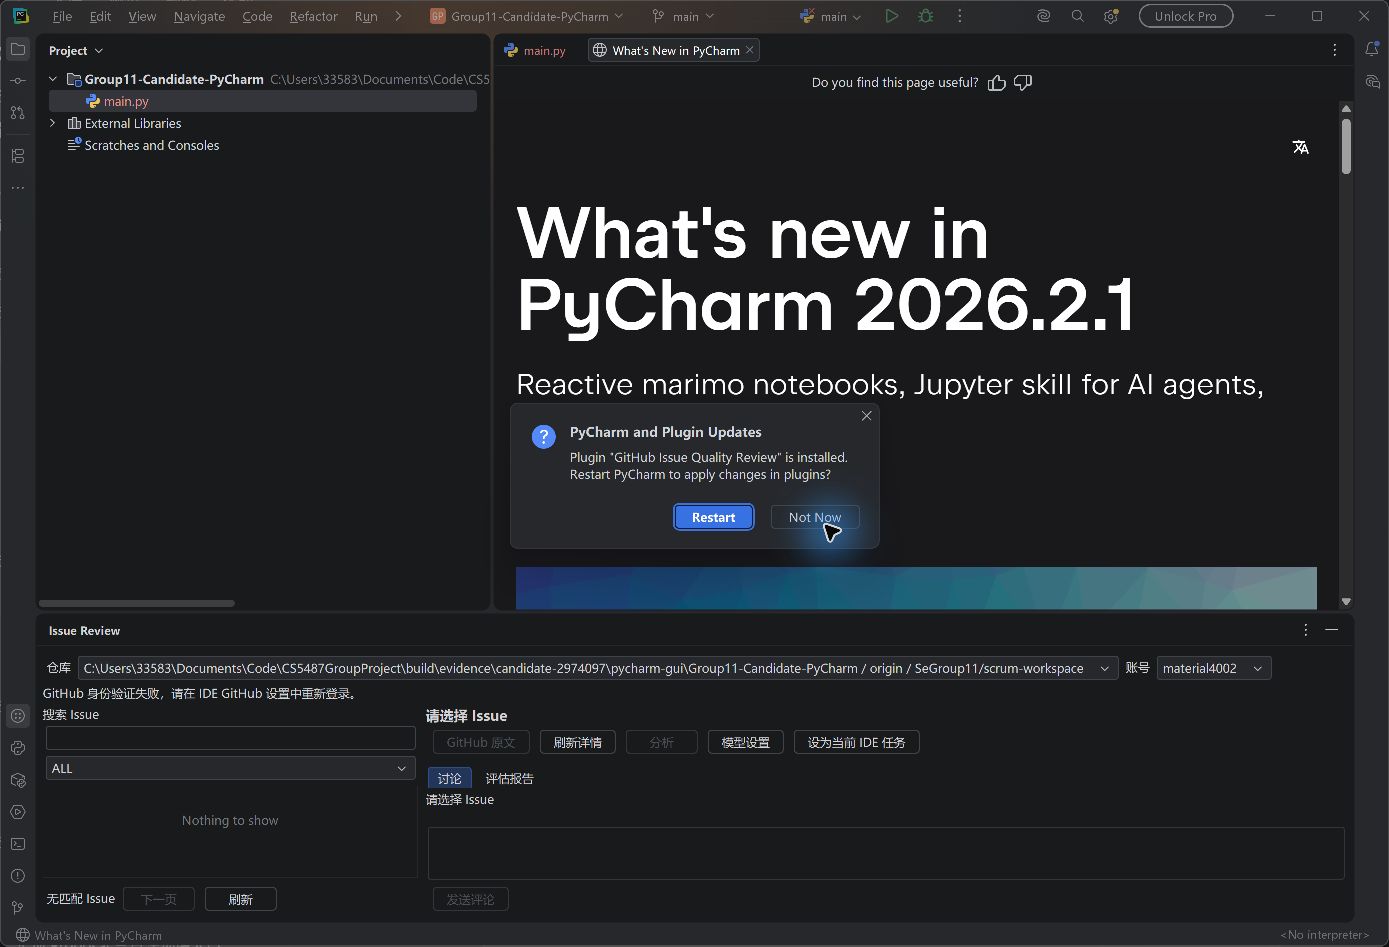 File Edit View Navigate Code Refactor Run
GP Group11-Candidate-PyCharm
main
main
Unlock Pro
Project
main.py
What's New in PyCharm
Group11-Candidate-PyCharm C:\Users\33583\Documents\Code\CS5
main.py
External Libraries
Scratches and Consoles
Do you find this page useful?
What's new in
PyCharm 2026.2.1
Reactive marimo notebooks, Jupyter skill for AI agents,
PyCharm and Plugin Updates
Plugin "GitHub Issue Quality Review" is installed.
Restart PyCharm to apply changes in plugins?
Restart
Not Now
Issue Review
仓库 C:\Users\33583\Documents\Code\CS5487GroupProject\build\evidence\candidate-2974097\pycharm-gui\Group11-Candidate-PyCharm / origin / SeGroup11/scrum-workspace 账号 material4002
GitHub 身份验证失败，请在 IDE GitHub 设置中重新登录。
搜索 Issue
ALL
Nothing to show
无匹配 Issue 下一页 刷新
请选择 Issue
GitHub 原文 刷新详情 分析 模型设置 设为当前 IDE 任务
讨论 评估报告
请选择 Issue
发送评论
What's New in PyCharm
<No interpreter>